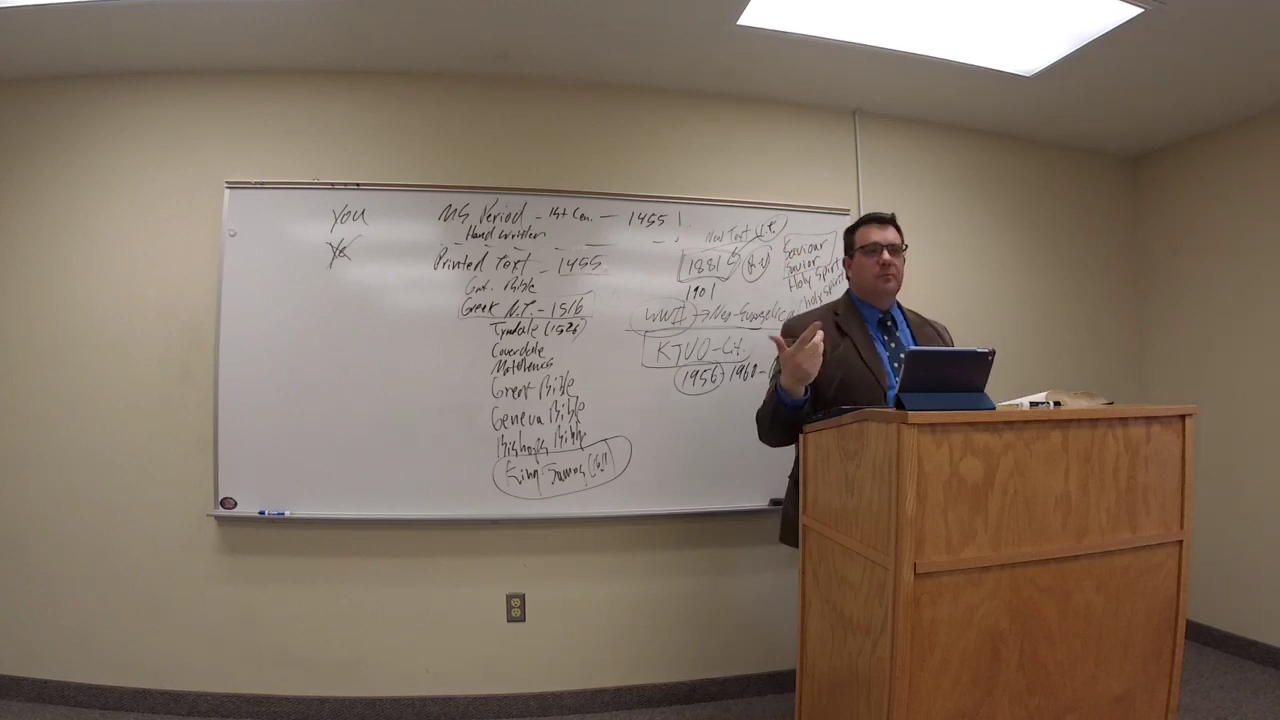 you
Ye
MS Period - 1st Cen. - 1455
Hand written
Printed Text - 1455
Gut. Bible
Greek N.T. - 1516
Tyndale (1526)
Coverdale
Matthews
Great Bible
Geneva Bible
Bishops Bible
King James (1611)
New Text
1881
1901
WWII → Neo-Evangelical
KJVO - Lit.
1956 - 1960 -
Saviour
Savior
Holy Spirit
holy spirit